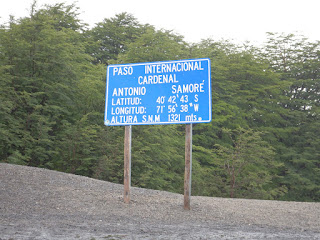 PASO INTERNACIONAL
CARDENAL
ANTONIO SAMORÉ
LATITUD: 40° 42' 43 S
LONGITUD: 71° 56' 38" W
ALTURA S.N.M 1321 mts.